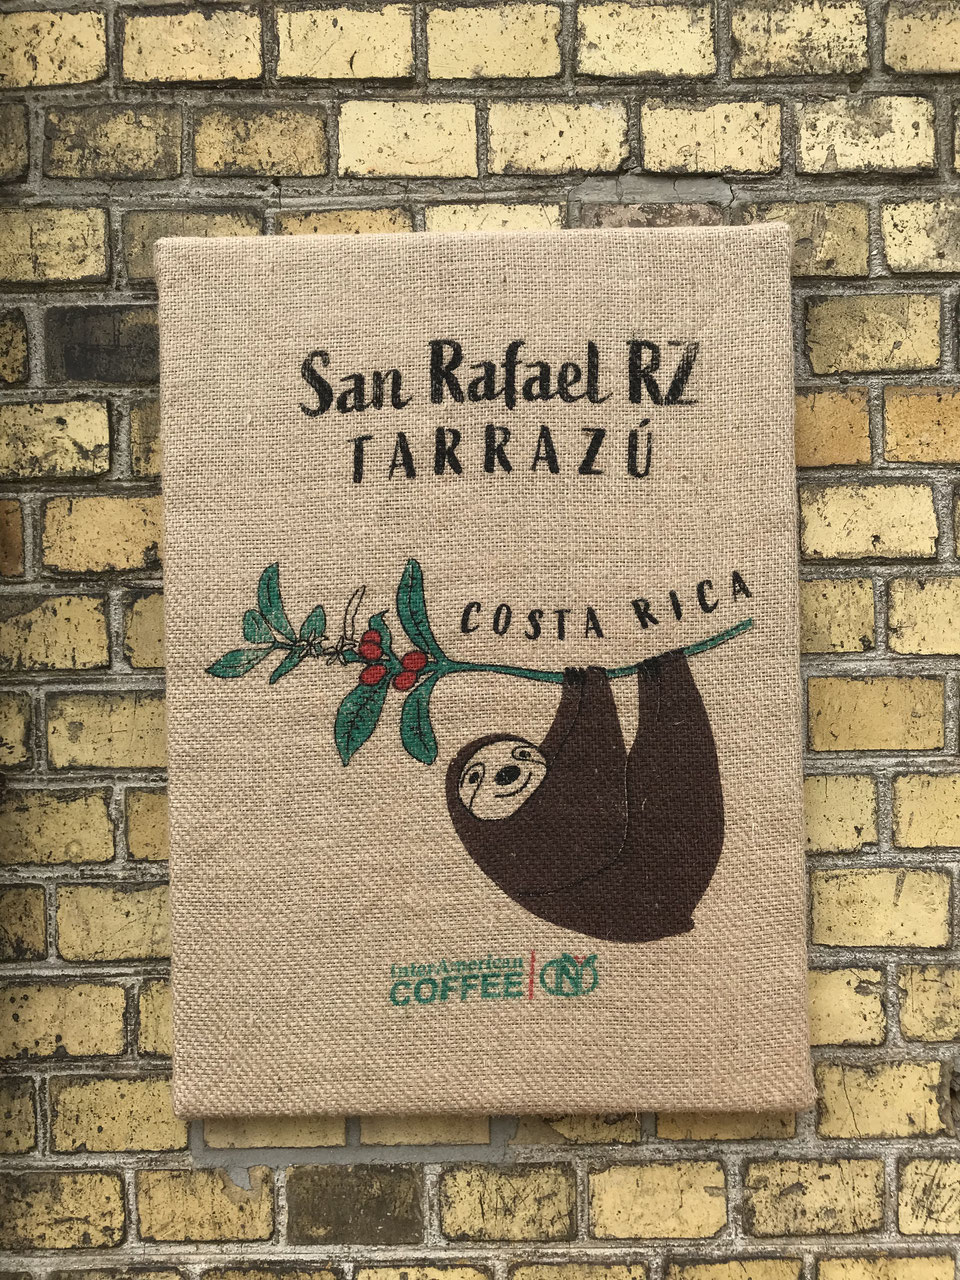 San Rafael RZ
TARRAZÚ
COSTA RICA
InterAmerican
COFFEE